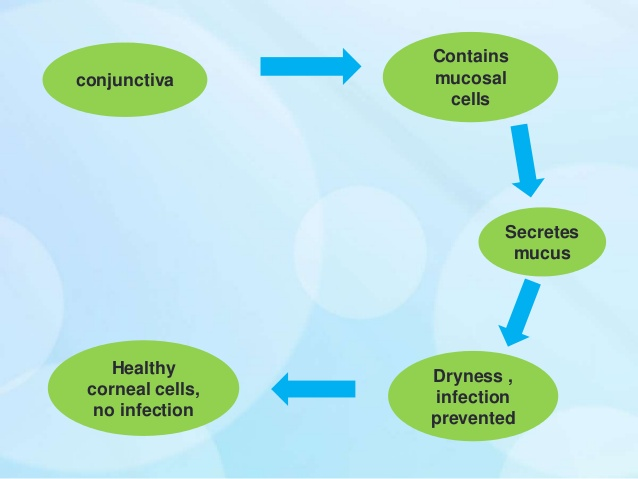 conjunctiva
Contains
mucosal
cells
Secretes
mucus
Dryness ,
infection
prevented
Healthy
corneal cells,
no infection